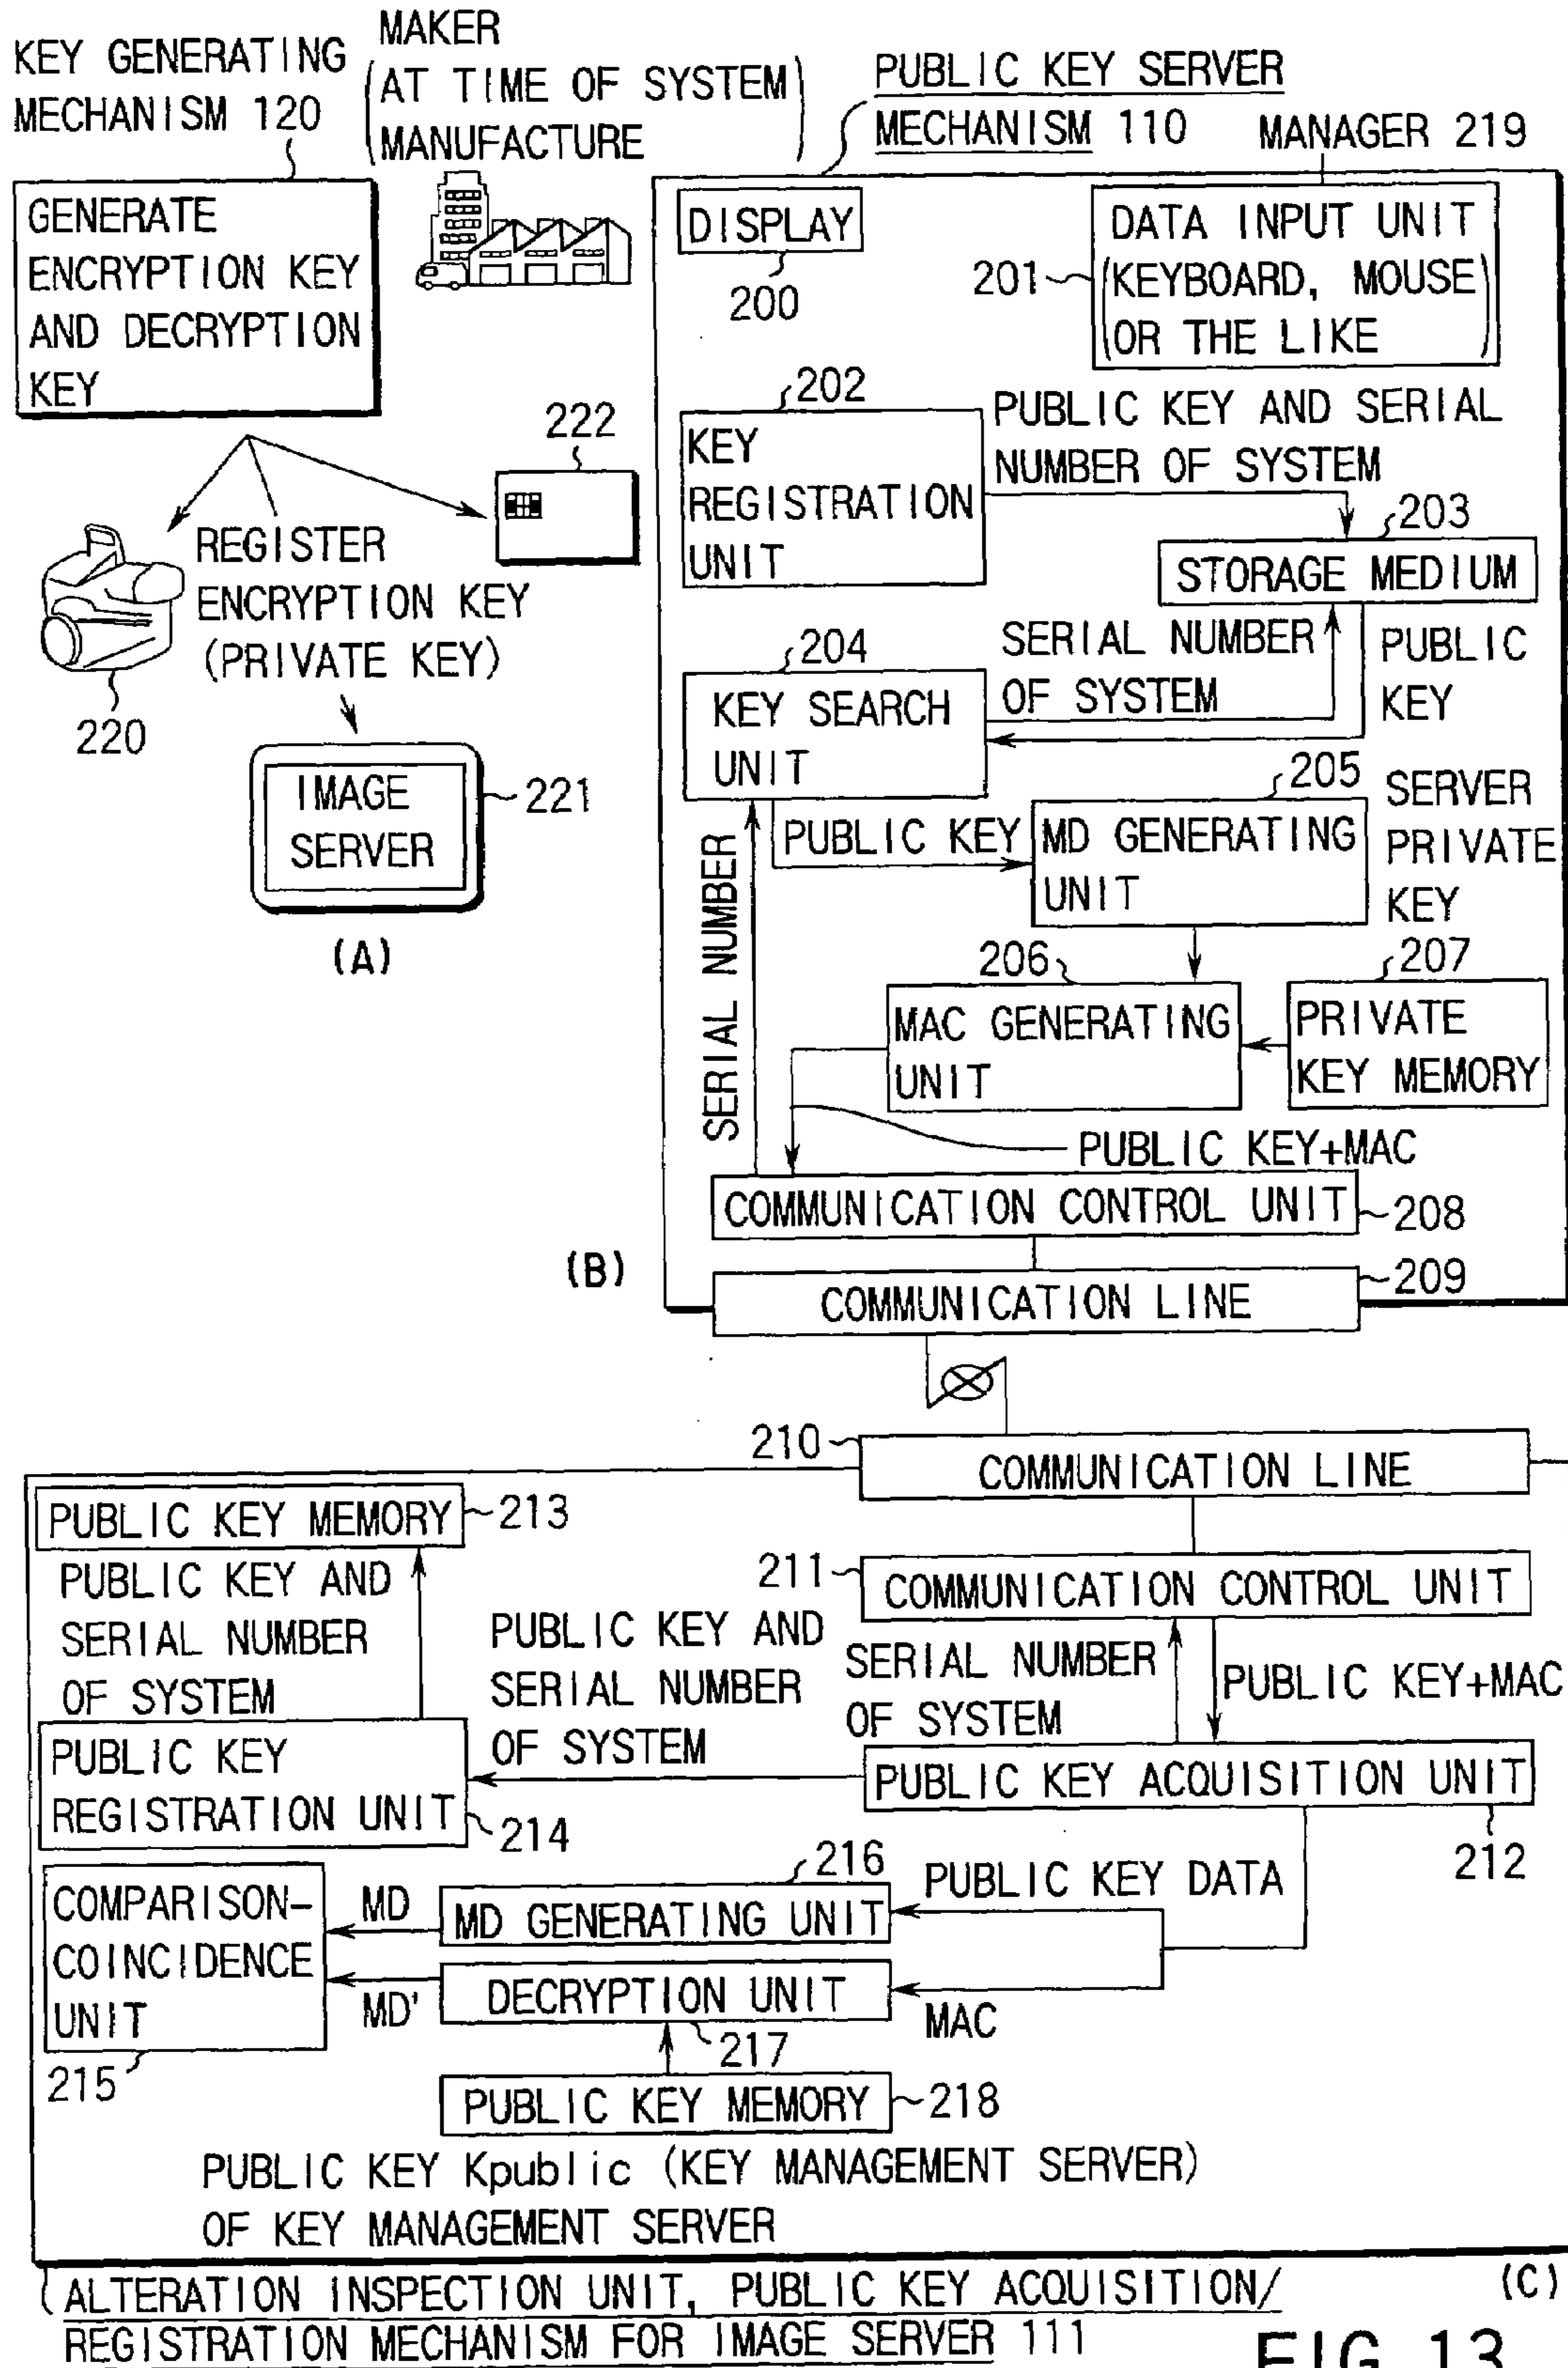 KEY GENERATING
MECHANISM 120
MAKER
(AT TIME OF SYSTEM
MANUFACTURE)
PUBLIC KEY SERVER
MECHANISM 110
MANAGER 219
GENERATE
ENCRYPTION KEY
AND DECRYPTION
KEY
DISPLAY
200
DATA INPUT UNIT
201
(KEYBOARD, MOUSE
OR THE LIKE)
202
KEY
REGISTRATION
UNIT
PUBLIC KEY AND SERIAL
NUMBER OF SYSTEM
222
203
STORAGE MEDIUM
REGISTER
ENCRYPTION KEY
(PRIVATE KEY)
220
IMAGE
SERVER
221
(A)
204
KEY SEARCH
UNIT
SERIAL NUMBER
OF SYSTEM
PUBLIC
KEY
SERIAL NUMBER
PUBLIC KEY
205
MD GENERATING
UNIT
SERVER
PRIVATE
KEY
206
MAC GENERATING
UNIT
207
PRIVATE
KEY MEMORY
PUBLIC KEY+MAC
COMMUNICATION CONTROL UNIT
208
(B)
209
COMMUNICATION LINE
210
COMMUNICATION LINE
PUBLIC KEY MEMORY
213
211
COMMUNICATION CONTROL UNIT
PUBLIC KEY AND
SERIAL NUMBER
OF SYSTEM
PUBLIC KEY AND
SERIAL NUMBER
OF SYSTEM
SERIAL NUMBER
OF SYSTEM
PUBLIC KEY+MAC
PUBLIC KEY
REGISTRATION UNIT
214
PUBLIC KEY ACQUISITION UNIT
212
COMPARISON-
COINCIDENCE
UNIT
215
MD
MD'
216
MD GENERATING UNIT
PUBLIC KEY DATA
DECRYPTION UNIT
217
MAC
PUBLIC KEY MEMORY
218
PUBLIC KEY Kpublic (KEY MANAGEMENT SERVER)
OF KEY MANAGEMENT SERVER
ALTERATION INSPECTION UNIT, PUBLIC KEY ACQUISITION/
REGISTRATION MECHANISM FOR IMAGE SERVER 111
(C)
FIG. 13